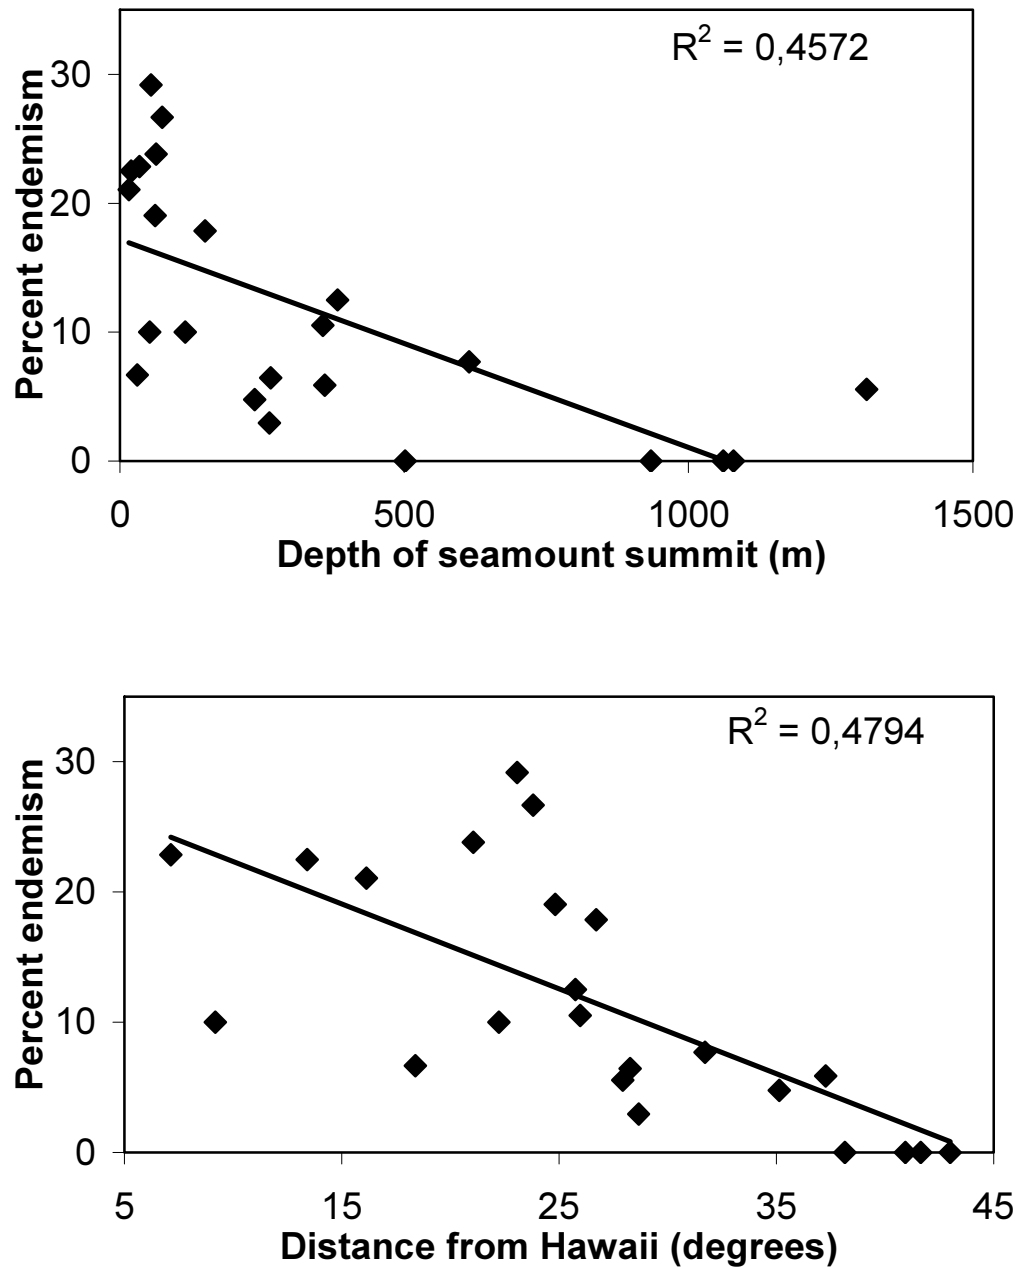 R² = 0,4572
Percent endemism
30
20
10
0
0 500 1000 1500
Depth of seamount summit (m)
R² = 0,4794
Percent endemism
30
20
10
0
5 15 25 35 45
Distance from Hawaii (degrees)